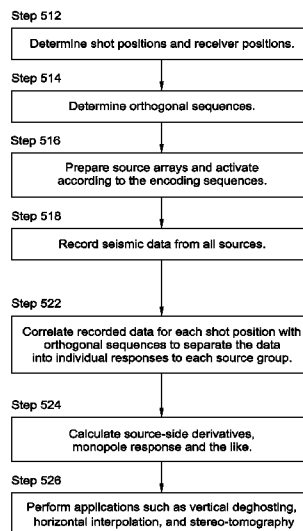 Step 512
Determine shot positions and receiver positions.
Step 514
Determine orthogonal sequences.
Step 516
Prepare source arrays and activate
according to the encoding sequences.
Step 518
Record seismic data from all sources.
Step 522
Correlate recorded data for each shot position with
orthogonal sequences to separate the data
into individual responses to each source group.
Step 524
Calculate source-side derivatives,
monopole response and the like.
Step 526
Perform applications such as vertical deghosting,
horizontal interpolation, and stereo-tomography